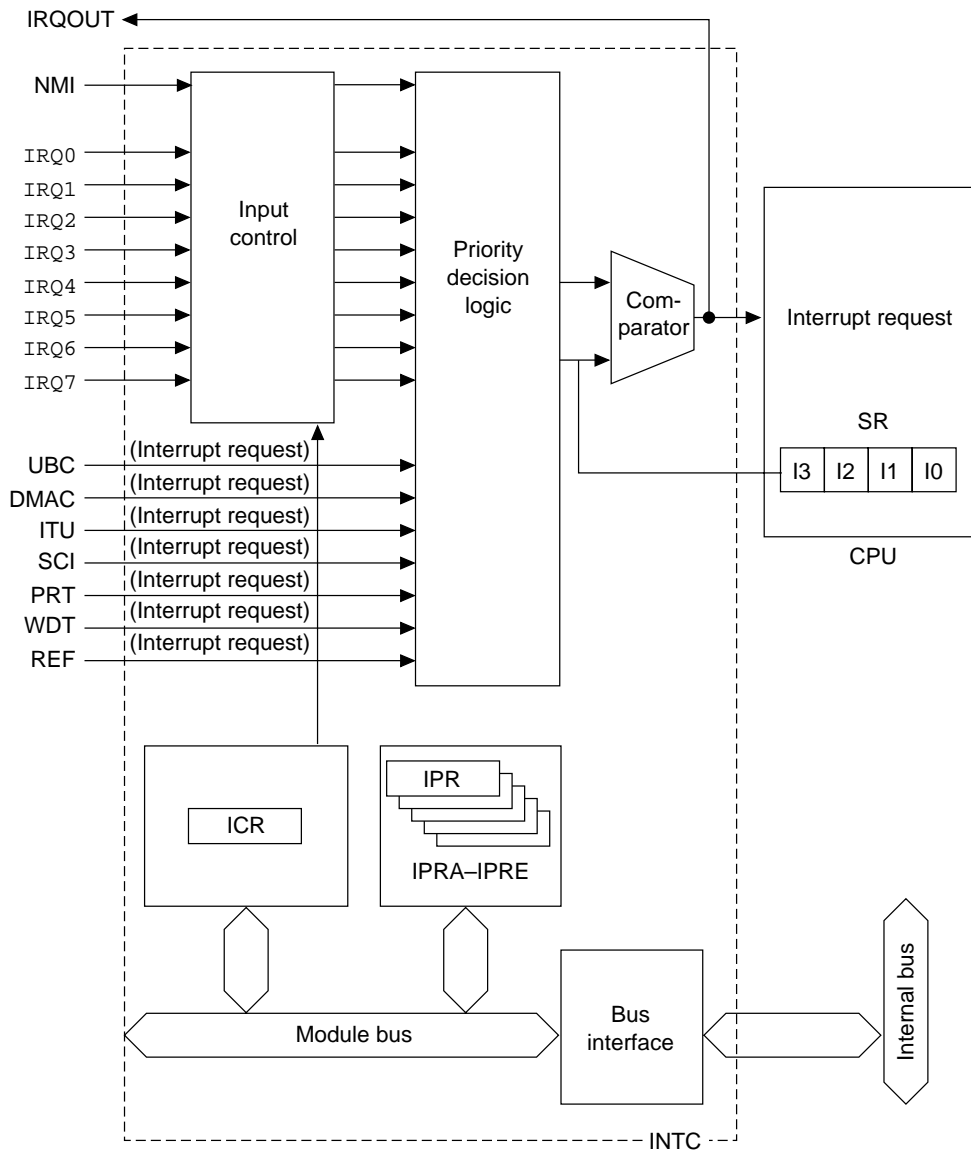 IRQOUT
NMI
IRQ0
IRQ1
IRQ2
IRQ3
IRQ4
IRQ5
IRQ6
IRQ7
Input
control
Priority
decision
logic
Com-
parator
Interrupt request
SR
I3 I2 I1 I0
CPU
UBC
(Interrupt request)
DMAC
(Interrupt request)
ITU
(Interrupt request)
SCI
(Interrupt request)
PRT
(Interrupt request)
WDT
(Interrupt request)
REF
(Interrupt request)
ICR
IPR
IPRA–IPRE
Module bus
Bus
interface
Internal bus
INTC